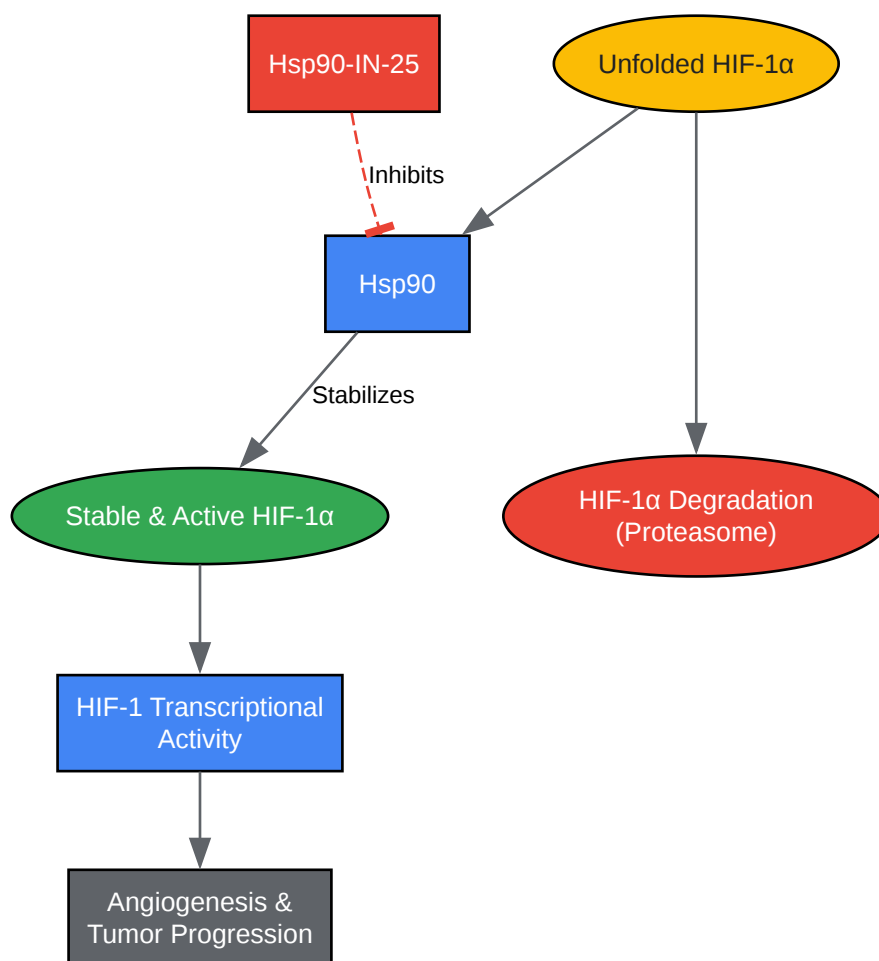 Hsp90-IN-25
Unfolded HIF-1α
Inhibits
Hsp90
Stabilizes
Stable & Active HIF-1α
HIF-1α Degradation
(Proteasome)
HIF-1 Transcriptional
Activity
Angiogenesis &
Tumor Progression